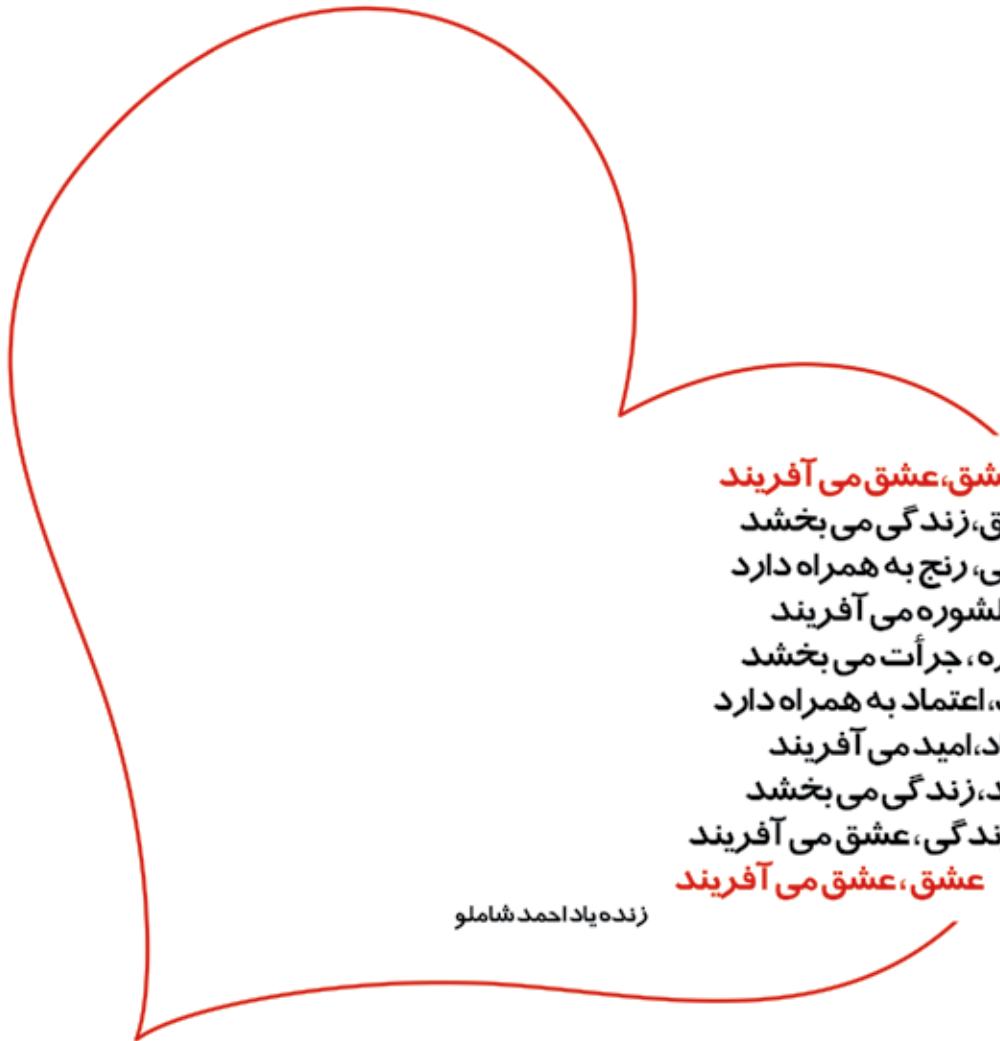 عشق،عشق می‌آفریند
زندگی می‌بخشد
رنج به همراه دارد
می‌آفریند
جرأت می‌بخشد
اعتماد به همراه دارد
امید می‌آفریند
زندگی می‌بخشد
عشق می‌آفریند
عشق،عشق می‌آفریند
زنده یاد احمد شاملو